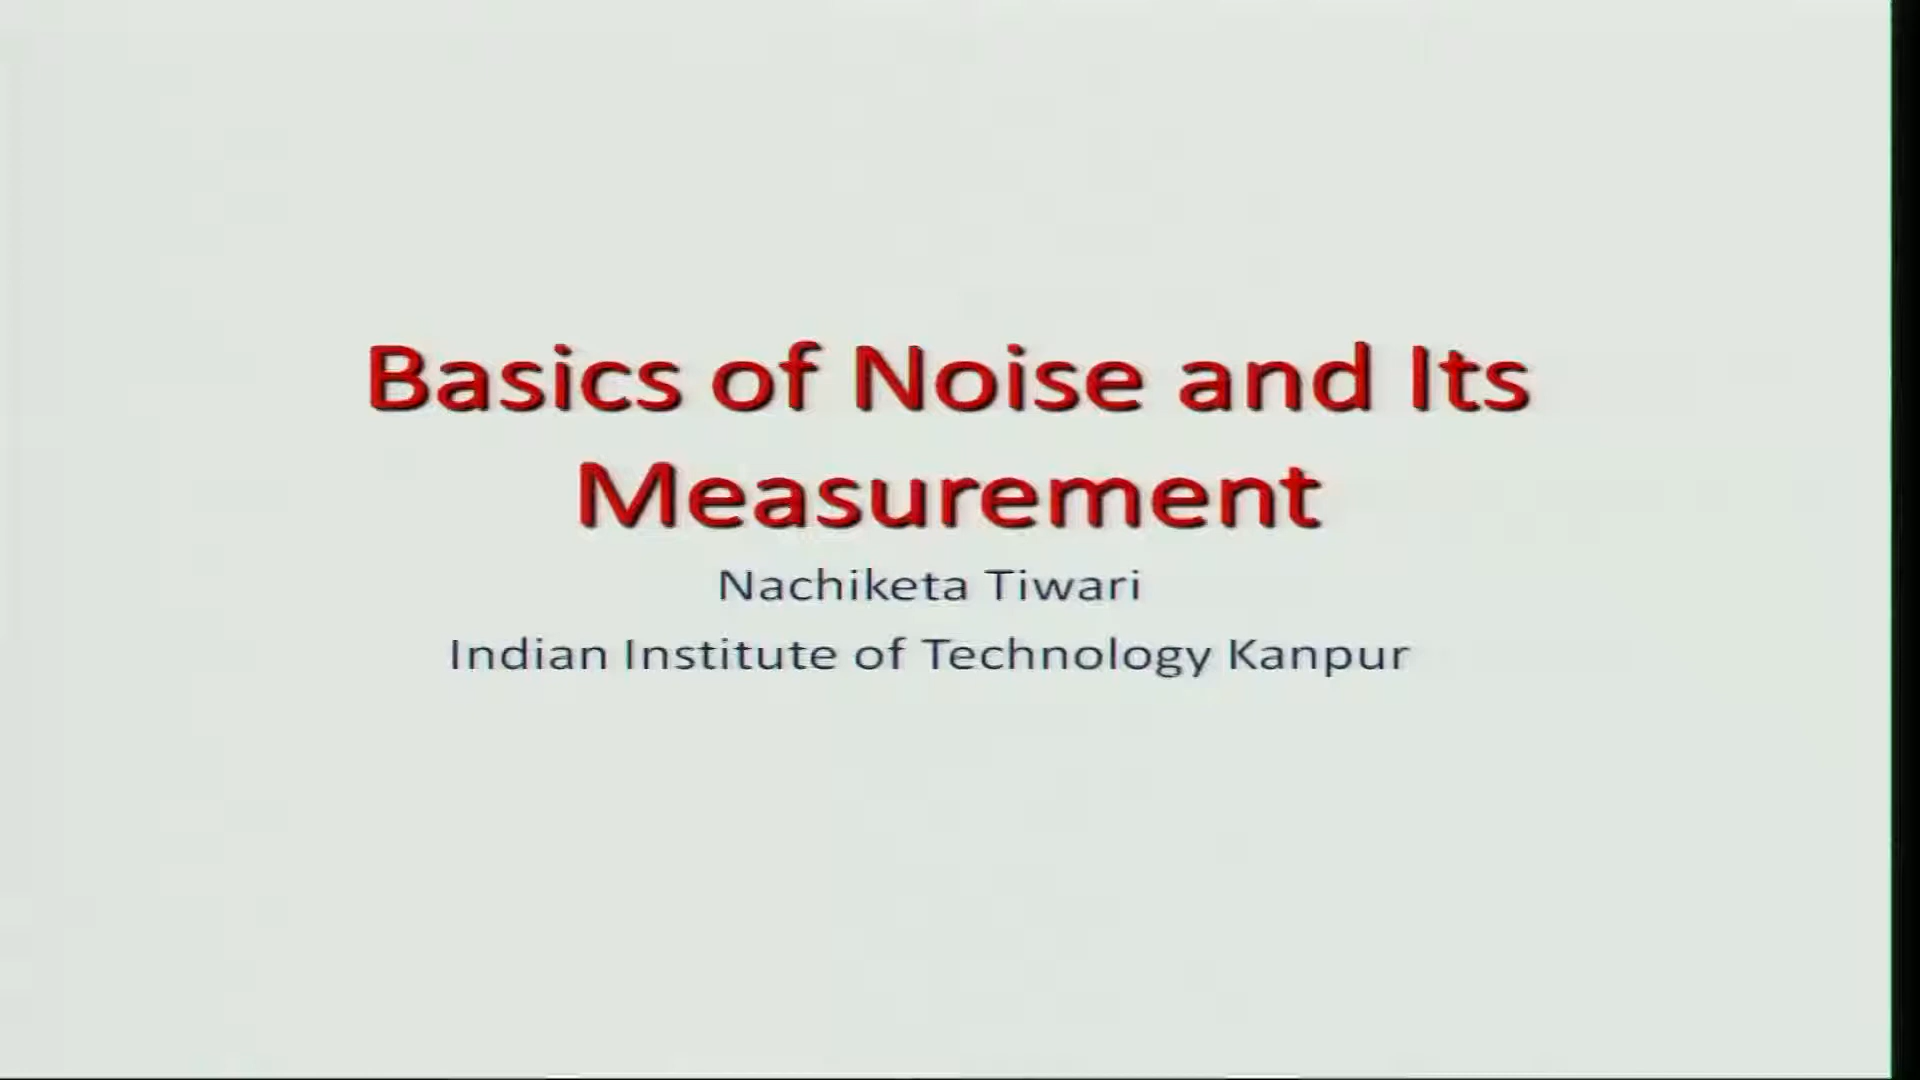 Basics of Noise and Its
Measurement
Nachiketa Tiwari
Indian Institute of Technology Kanpur